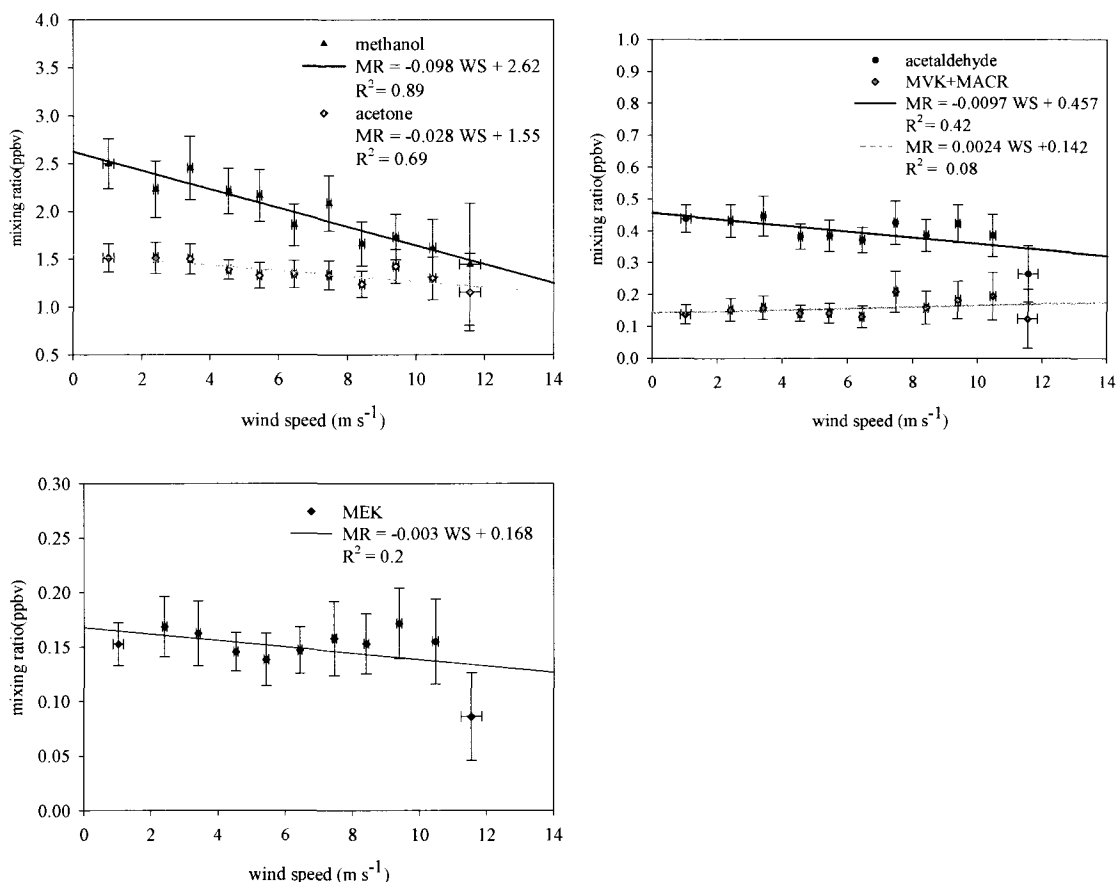 4.0
3.5
3.0
2.5
2.0
1.5
1.0
0.5
mixing ratio(ppbv)
methanol
MR = -0.098 WS + 2.62
R² = 0.89
acetone
MR = -0.028 WS + 1.55
R² = 0.69
0 2 4 6 8 10 12 14
wind speed (m s⁻¹)
1.0
0.9
0.8
0.7
0.6
0.5
0.4
0.3
0.2
0.1
0.0
mixing ratio(ppbv)
acetaldehyde
MVK+MACR
MR = -0.0097 WS + 0.457
R² = 0.42
MR = 0.0024 WS +0.142
R² = 0.08
0 2 4 6 8 10 12 14
wind speed (m s⁻¹)
0.30
0.25
0.20
0.15
0.10
0.05
0.00
mixing ratio(ppbv)
MEK
MR = -0.003 WS + 0.168
R² = 0.2
0 2 4 6 8 10 12 14
wind speed (m s⁻¹)